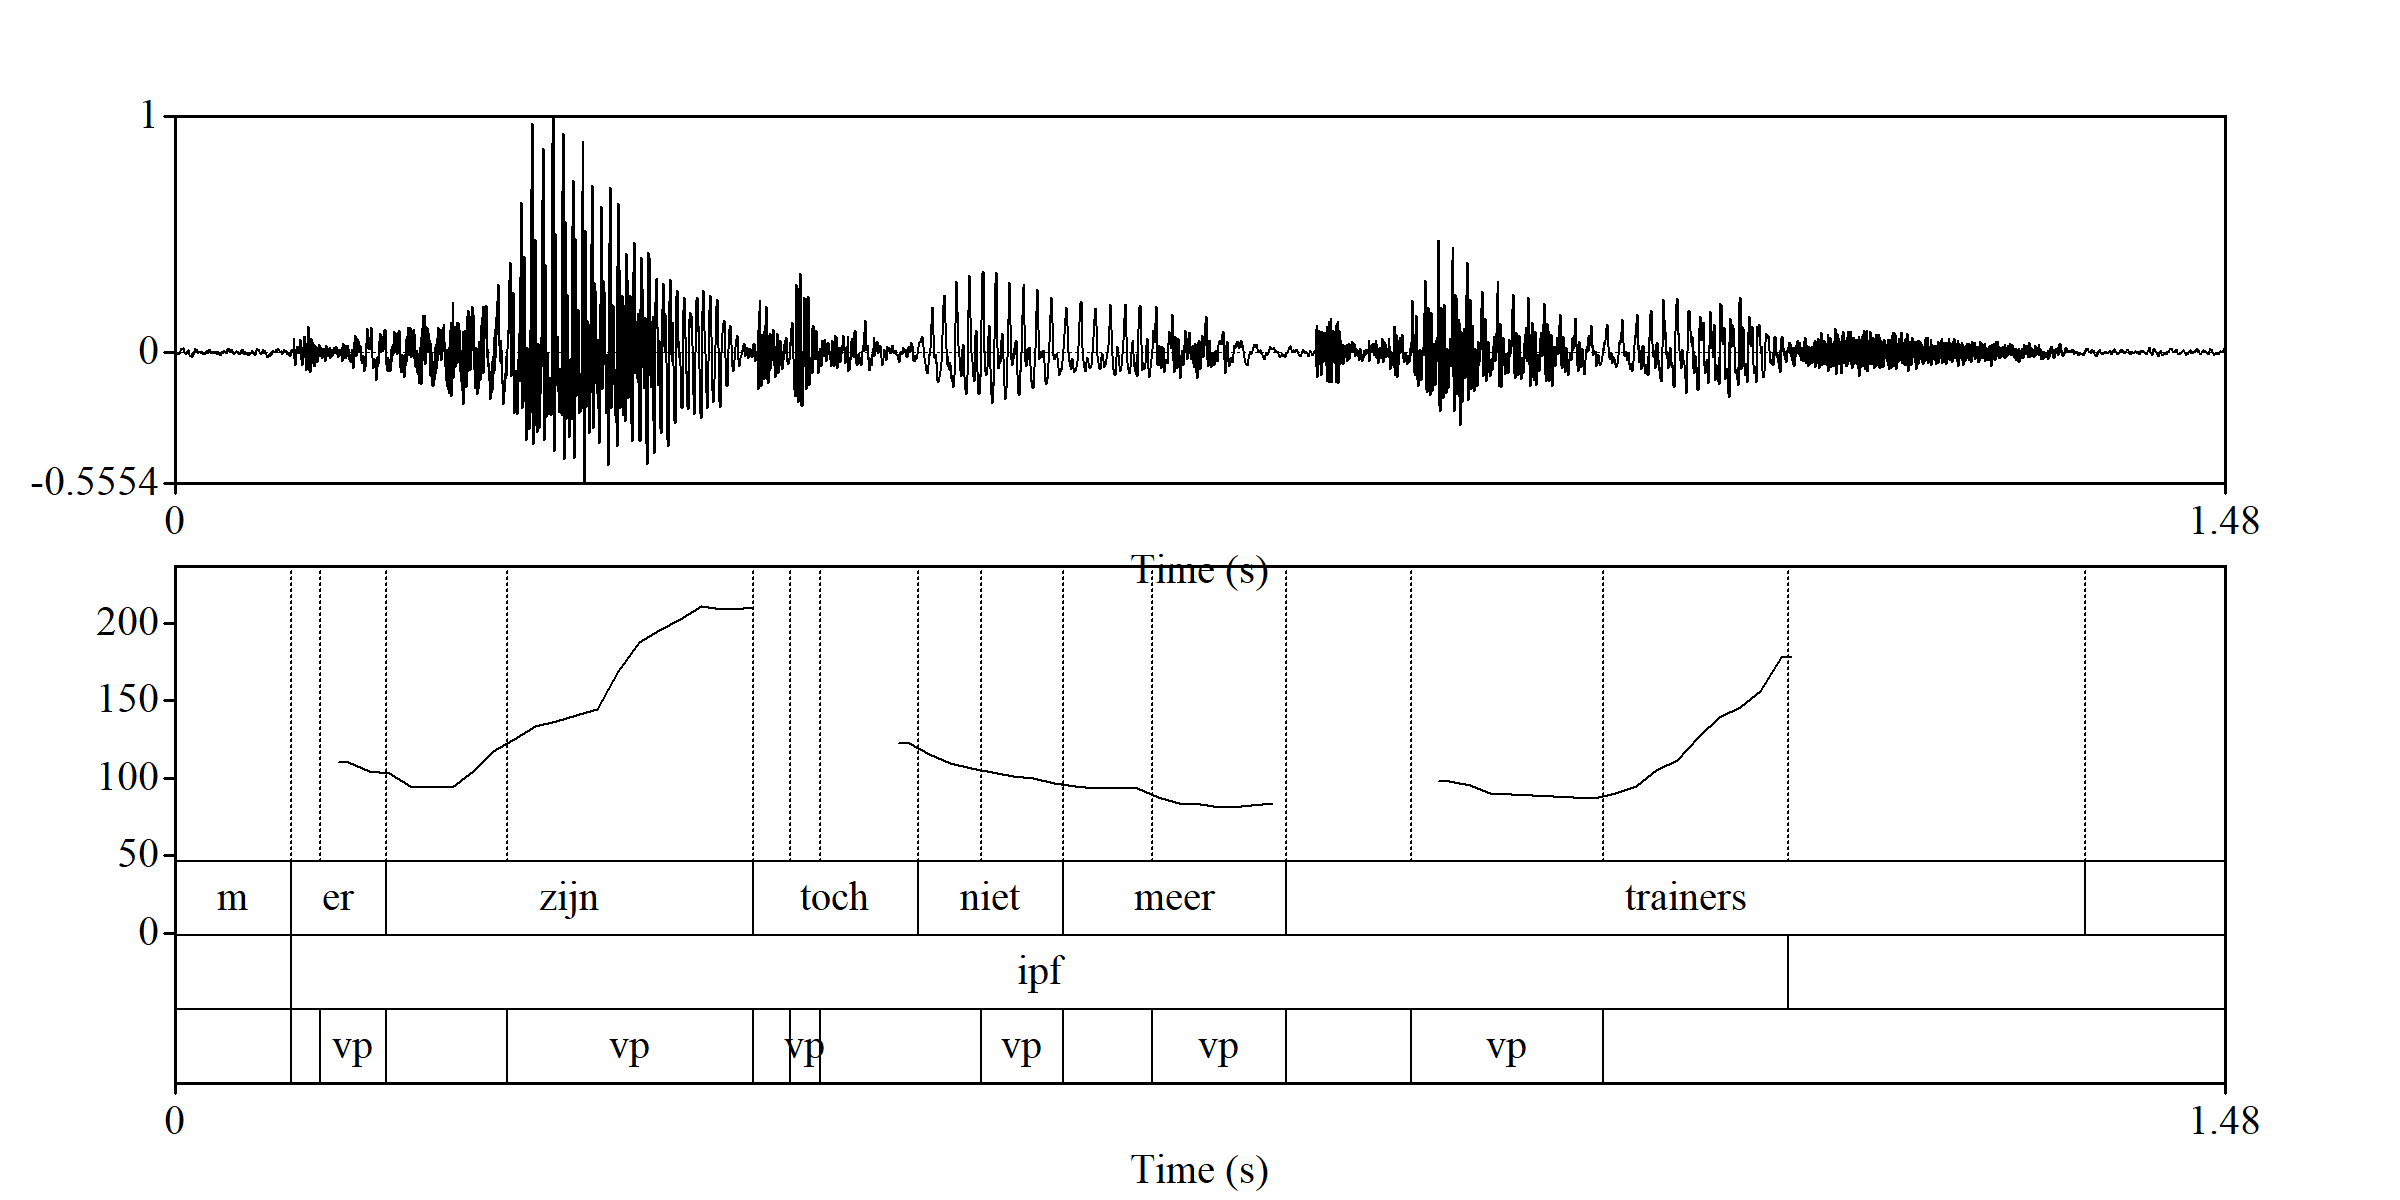 1
0
-0.5554
0 1.48
Time (s)
200
150
100
50
0
m er zijn toch niet meer trainers
ipf
vp vp vp vp vp vp
0 1.48
Time (s)